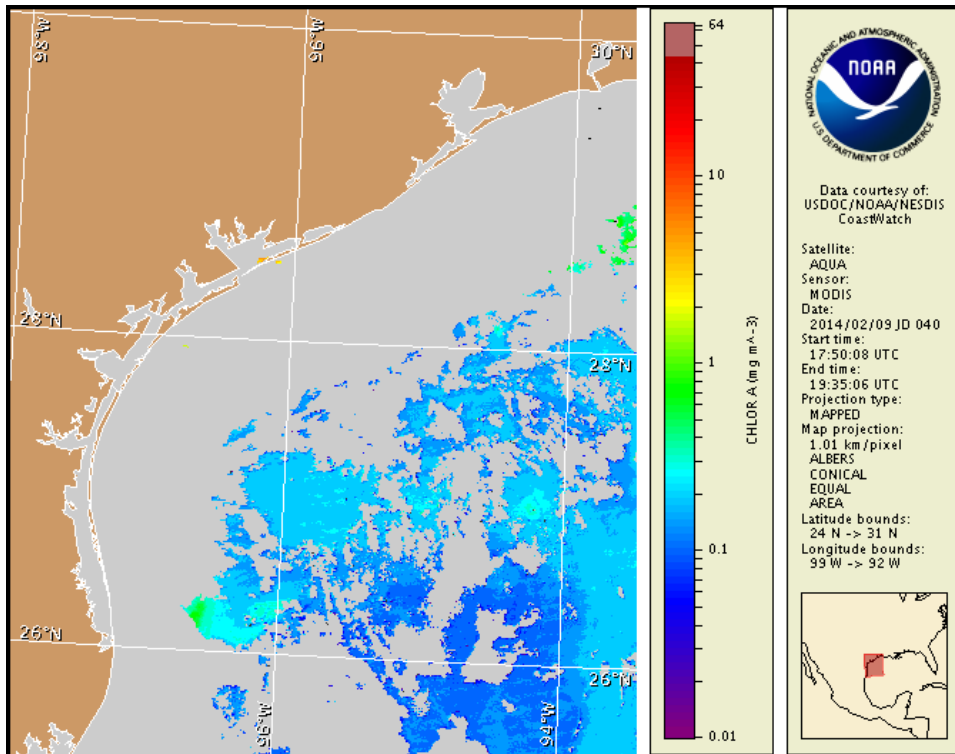 98°W
96°W
30°N
28°N
28°N
26°N
26°N
96°W
94°W
64
10
1
0.1
0.01
CHLOR A (mg m^-3)
NATIONAL OCEANIC AND ATMOSPHERIC ADMINISTRATION
NOAA
U.S. DEPARTMENT OF COMMERCE
Data courtesy of:
USDOC/NOAA/NESDIS
CoastWatch
Satellite:
AQUA
Sensor:
MODIS
Date:
2014/02/09 JD 040
Start time:
17:50:08 UTC
End time:
19:35:06 UTC
Projection type:
MAPPED
Map projection:
1.01 km/pixel
ALBERS
CONICAL
EQUAL
AREA
Latitude bounds:
24 N -> 31 N
Longitude bounds:
99 W -> 92 W